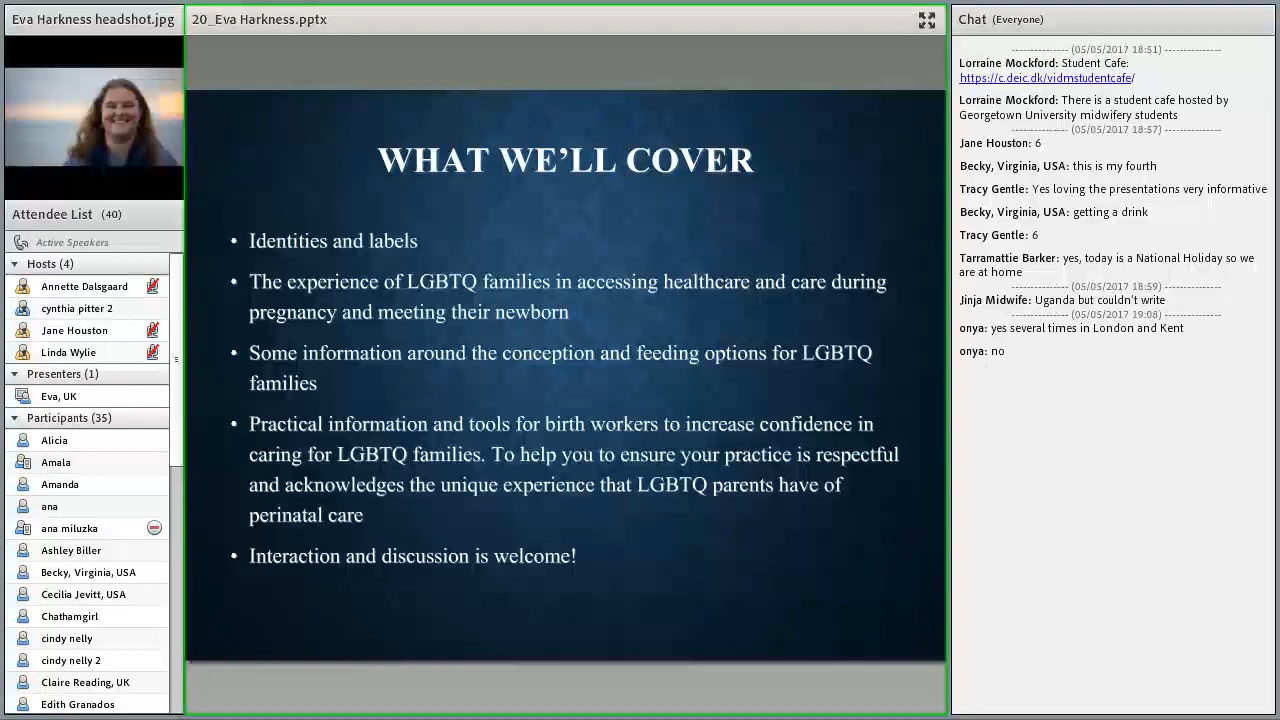 Eva Harkness headshot.jpg
Attendee List (40)
Active Speakers
Hosts (4)
Annette Dalsgaard
cynthia pitter 2
Jane Houston
Linda Wylie
Presenters (1)
Eva, UK
Participants (35)
Alicia
Amala
Amanda
ana
ana miluzka
Ashley Biller
Becky, Virginia, USA
Cecilia Jevitt, USA
Chathamgirl
cindy nelly
cindy nelly 2
Claire Reading, UK
Edith Granados
20_Eva Harkness.pptx
WHAT WE’LL COVER
• Identities and labels
• The experience of LGBTQ families in accessing healthcare and care during
pregnancy and meeting their newborn
• Some information around the conception and feeding options for LGBTQ
families
• Practical information and tools for birth workers to increase confidence in
caring for LGBTQ families. To help you to ensure your practice is respectful
and acknowledges the unique experience that LGBTQ parents have of
perinatal care
• Interaction and discussion is welcome!
Chat (Everyone)
--------------- (05/05/2017 18:51) ---------------
Lorraine Mockford: Student Cafe:
https://c.deic.dk/vidmstudentcafe/
Lorraine Mockford: There is a student cafe hosted by
Georgetown University midwifery students
--------------- (05/05/2017 18:57) ---------------
Jane Houston: 6
Becky, Virginia, USA: this is my fourth
Tracy Gentle: Yes loving the presentations very informative
Becky, Virginia, USA: getting a drink
Tracy Gentle: 6
Tarramattie Barker: yes, today is a National Holiday so we
are at home
--------------- (05/05/2017 18:59) ---------------
Jinja Midwife: Uganda but couldn't write
--------------- (05/05/2017 19:08) ---------------
onya: yes several times in London and Kent
onya: no